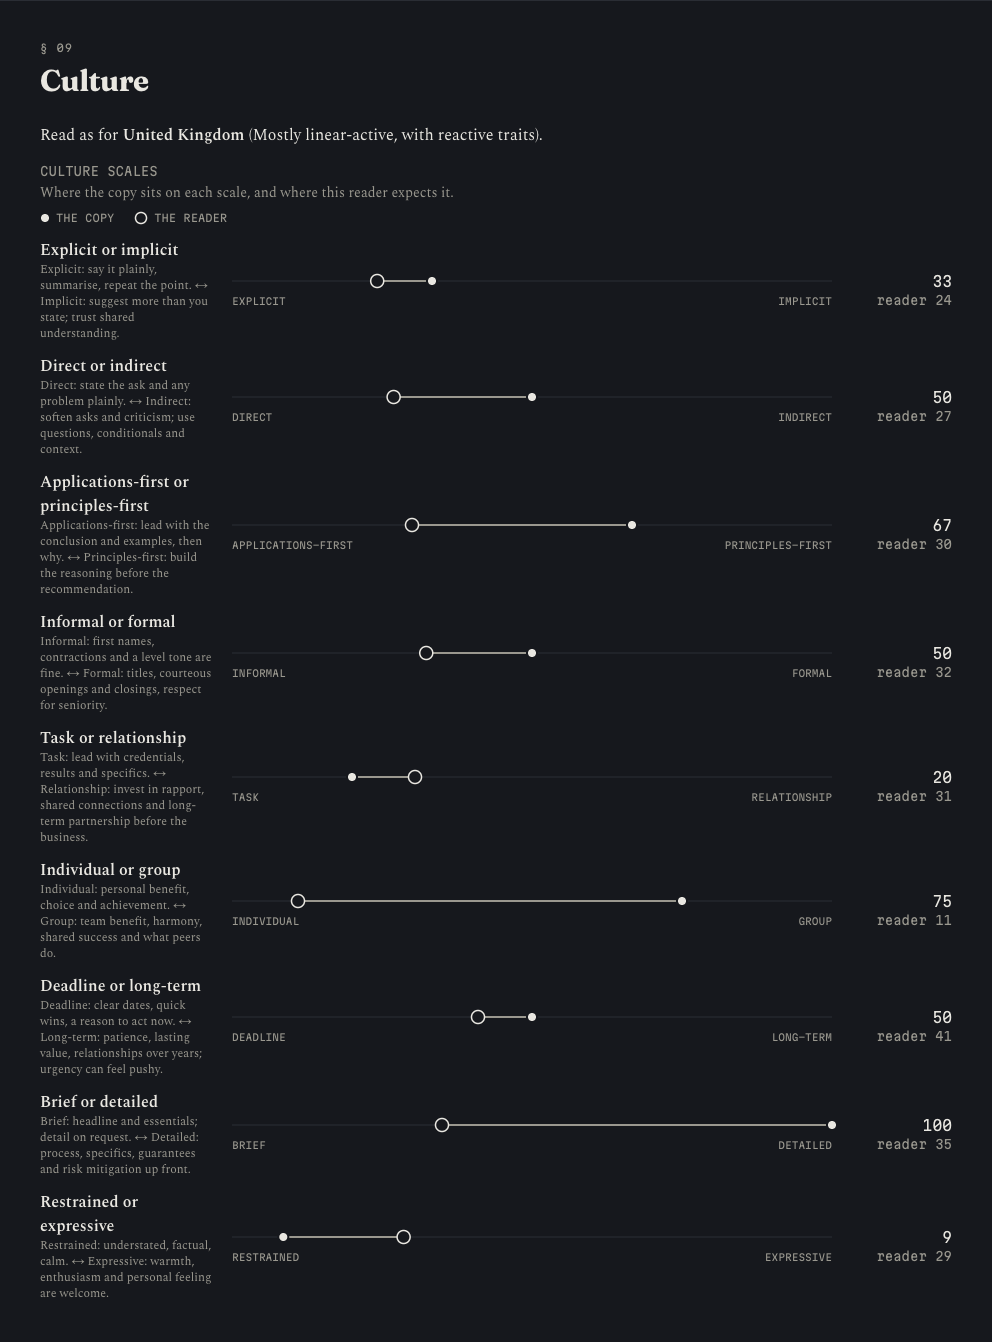 § 09
Culture
Read as for United Kingdom (Mostly linear-active, with reactive traits).
CULTURE SCALES
Where the copy sits on each scale, and where this reader expects it.
THE COPY THE READER
Explicit or implicit
Explicit: say it plainly,
summarise, repeat the point. ↔
Implicit: suggest more than you
state; trust shared
understanding.
EXPLICIT IMPLICIT
33
reader 24
Direct or indirect
Direct: state the ask and any
problem plainly. ↔ Indirect:
soften asks and criticism; use
questions, conditionals and
context.
DIRECT INDIRECT
50
reader 27
Applications-first or
principles-first
Applications-first: lead with the
conclusion and examples, then
why. ↔ Principles-first: build
the reasoning before the
recommendation.
APPLICATIONS-FIRST PRINCIPLES-FIRST
67
reader 30
Informal or formal
Informal: first names,
contractions and a level tone are
fine. ↔ Formal: titles, courteous
openings and closings, respect
for seniority.
INFORMAL FORMAL
50
reader 32
Task or relationship
Task: lead with credentials,
results and specifics. ↔
Relationship: invest in rapport,
shared connections and long-
term partnership before the
business.
TASK RELATIONSHIP
20
reader 31
Individual or group
Individual: personal benefit,
choice and achievement. ↔
Group: team benefit, harmony,
shared success and what peers
do.
INDIVIDUAL GROUP
75
reader 11
Deadline or long-term
Deadline: clear dates, quick
wins, a reason to act now. ↔
Long-term: patience, lasting
value, relationships over years;
urgency can feel pushy.
DEADLINE LONG-TERM
50
reader 41
Brief or detailed
Brief: headline and essentials;
detail on request. ↔ Detailed:
process, specifics, guarantees
and risk mitigation up front.
BRIEF DETAILED
100
reader 35
Restrained or
expressive
Restrained: understated, factual,
calm. ↔ Expressive: warmth,
enthusiasm and personal feeling
are welcome.
RESTRAINED EXPRESSIVE
9
reader 29